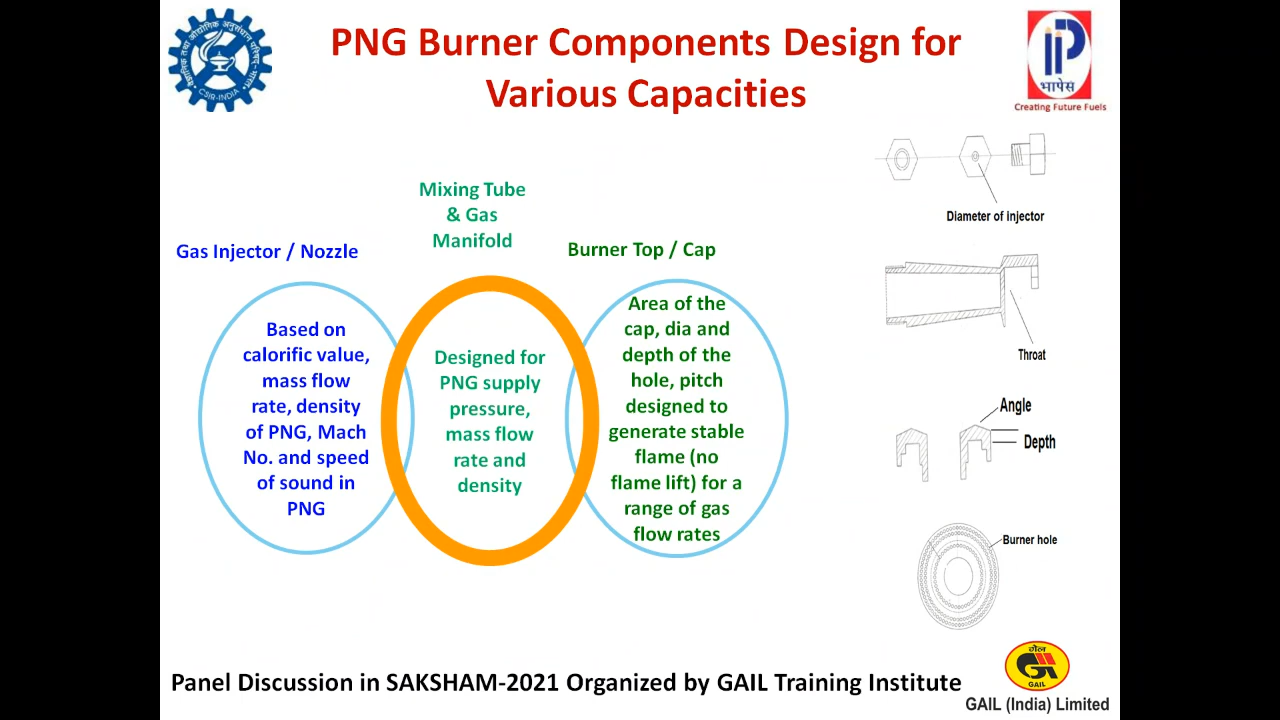 PNG Burner Components Design for
Various Capacities
CSIR-INDIA
IIP
भापेसं
Creating Future Fuels
Gas Injector / Nozzle
Based on
calorific value,
mass flow
rate, density
of PNG, Mach
No. and speed
of sound in
PNG
Mixing Tube
& Gas
Manifold
Designed for
PNG supply
pressure,
mass flow
rate and
density
Burner Top / Cap
Area of the
cap, dia and
depth of the
hole, pitch
designed to
generate stable
flame (no
flame lift) for a
range of gas
flow rates
Diameter of injector
Throat
Angle
Depth
Burner hole
Panel Discussion in SAKSHAM-2021 Organized by GAIL Training Institute
गेल
GAIL
GAIL (India) Limited